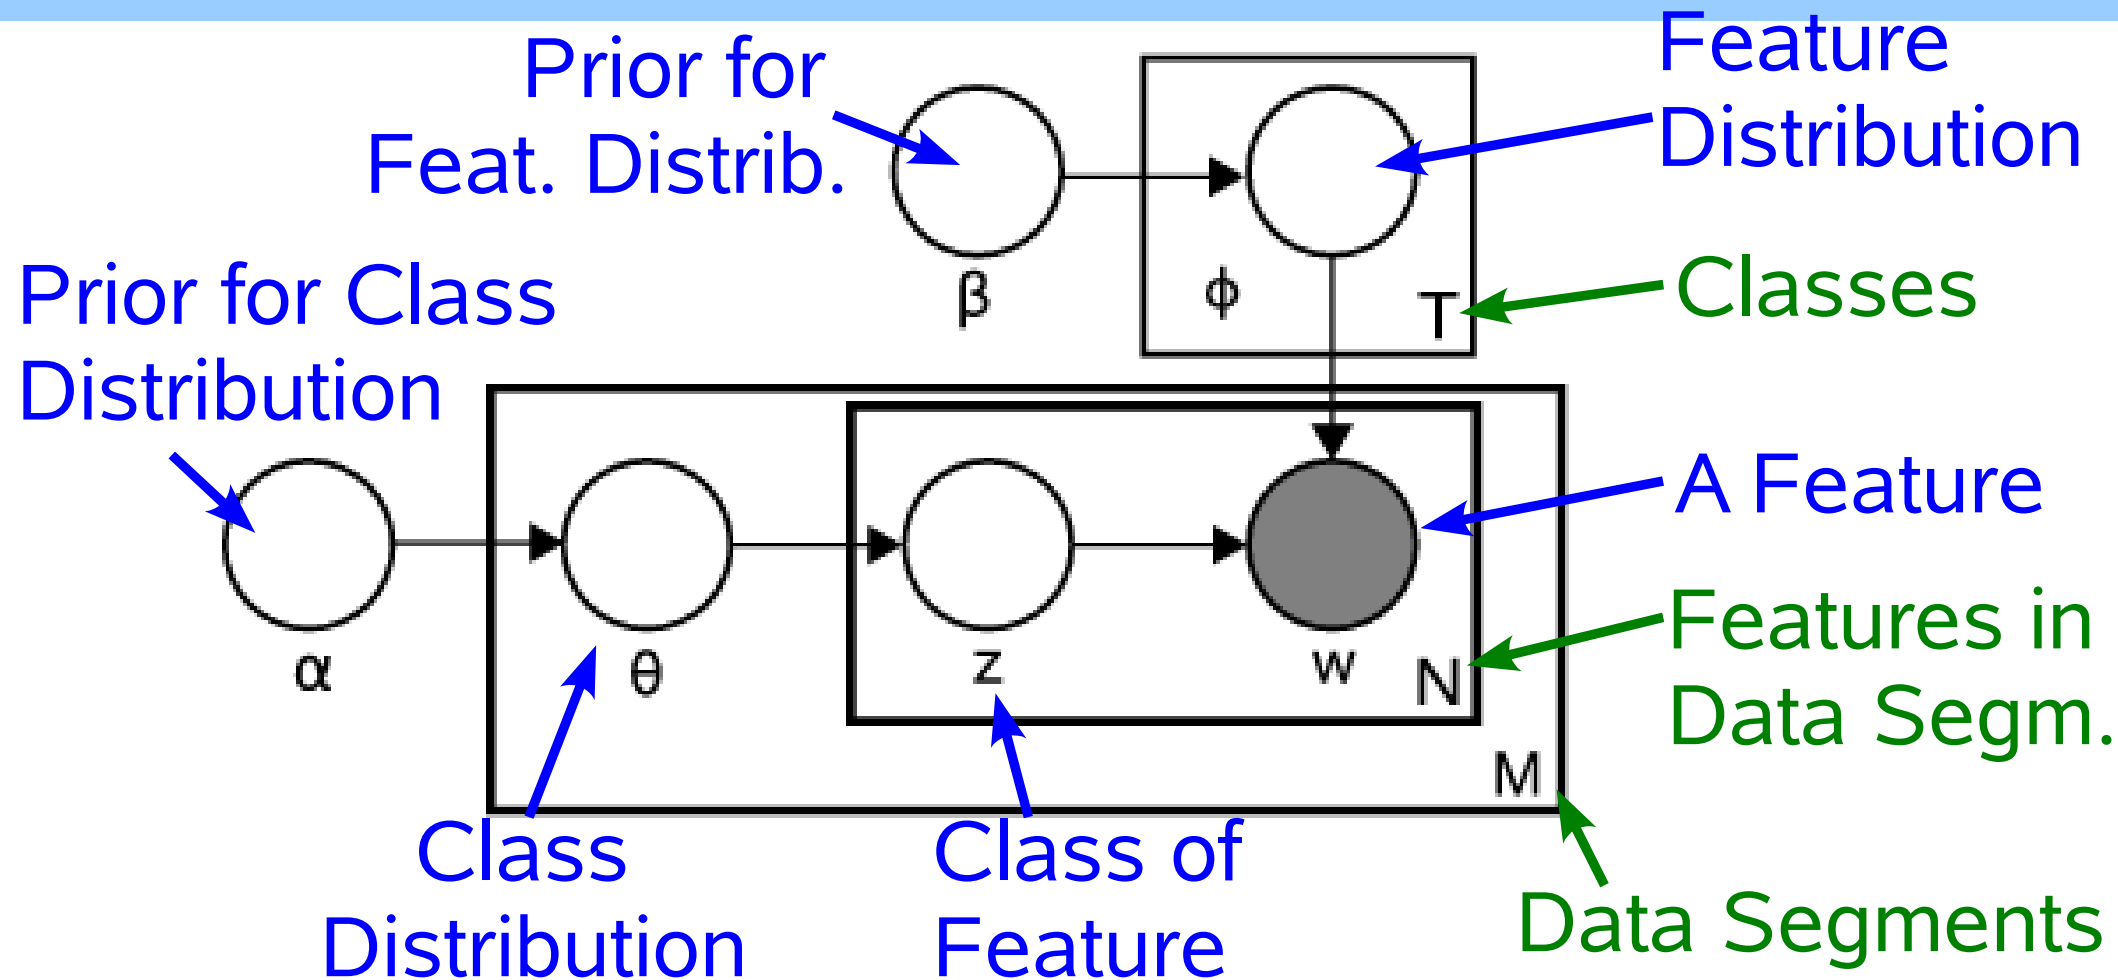 Prior for
Feat. Distrib.
Feature
Distribution
β
ϕ
T
Classes
Prior for Class
Distribution
α
θ
z
w
N
M
A Feature
Features in
Data Segm.
Class
Distribution
Class of
Feature
Data Segments